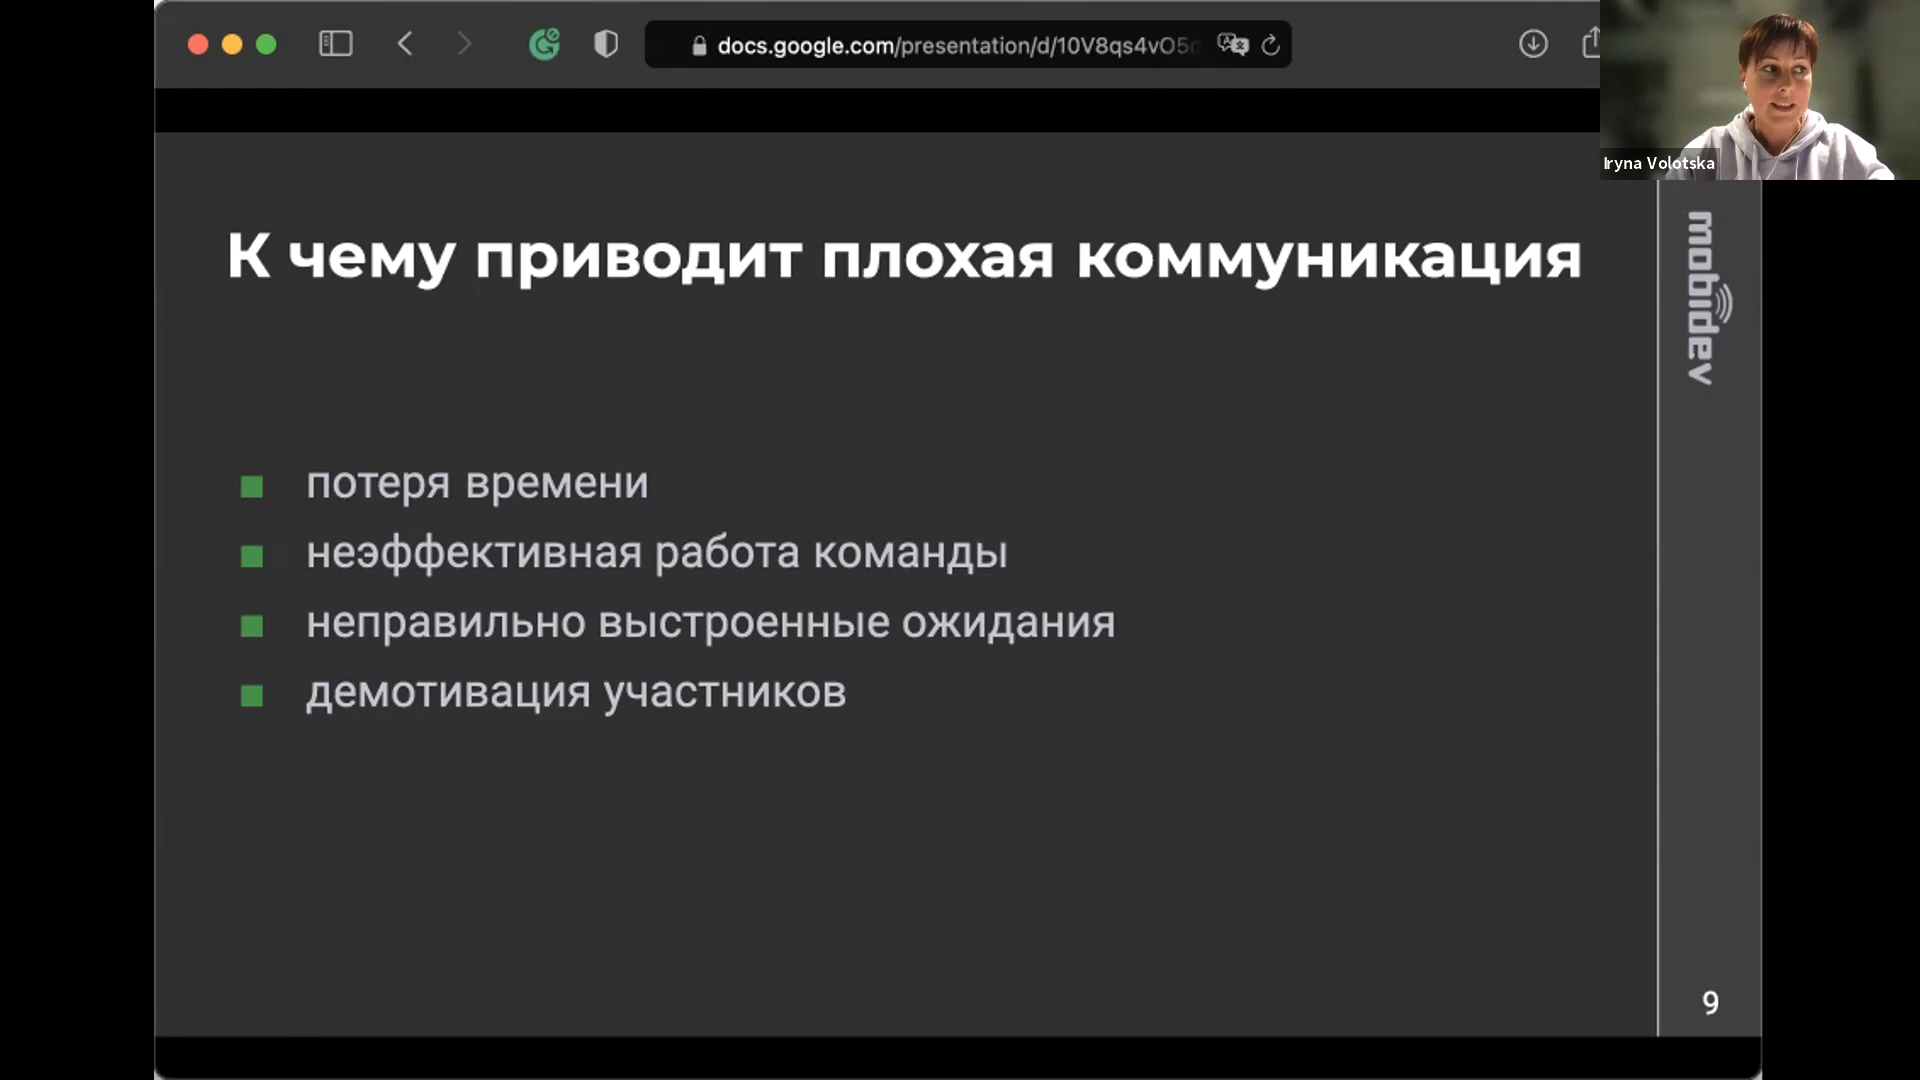 docs.google.com/presentation/d/10V8qs4vO5
Iryna Volotska
К чему приводит плохая коммуникация
mobidev
потеря времени
неэффективная работа команды
неправильно выстроенные ожидания
демотивация участников
9